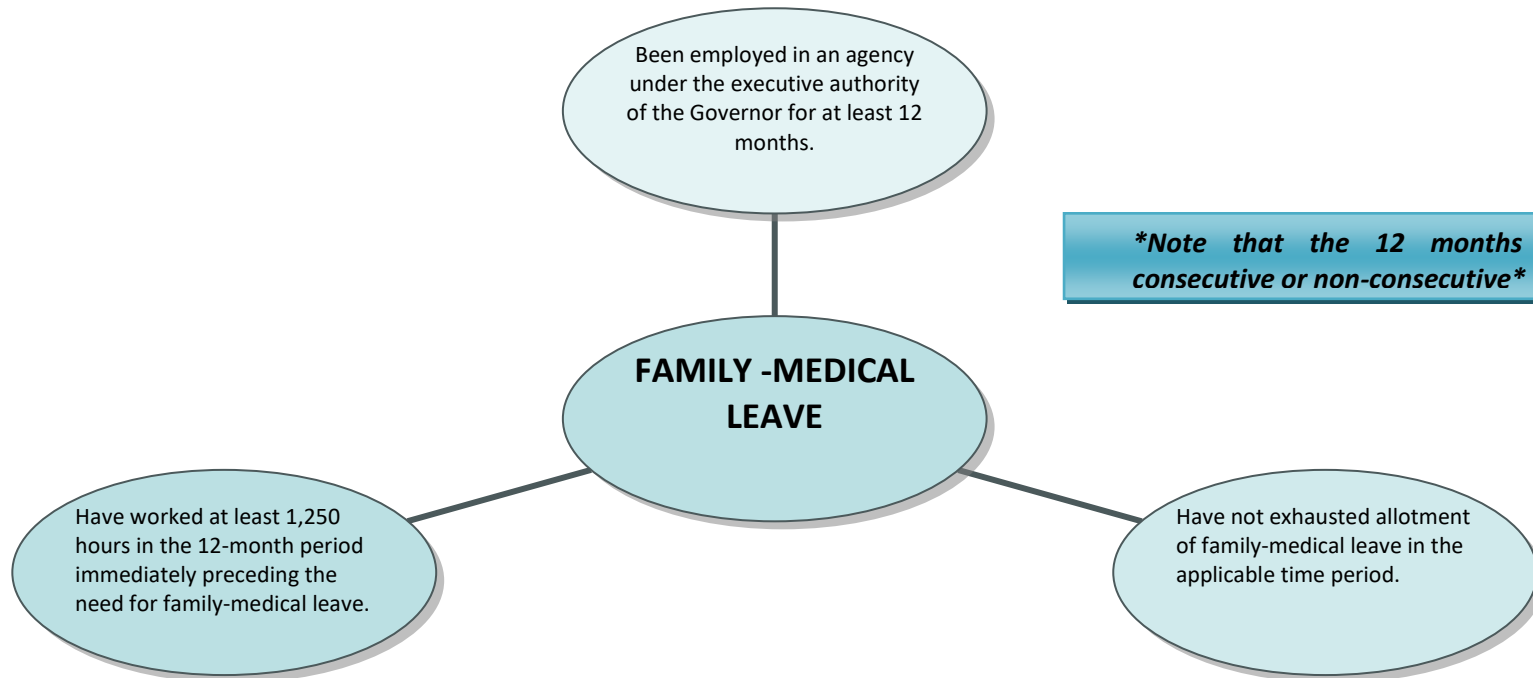 Been employed in an agency
under the executive authority
of the Governor for at least 12
months.
*Note that the 12 months
consecutive or non-consecutive*
FAMILY -MEDICAL
LEAVE
Have worked at least 1,250
hours in the 12-month period
immediately preceding the
need for family-medical leave.
Have not exhausted allotment
of family-medical leave in the
applicable time period.